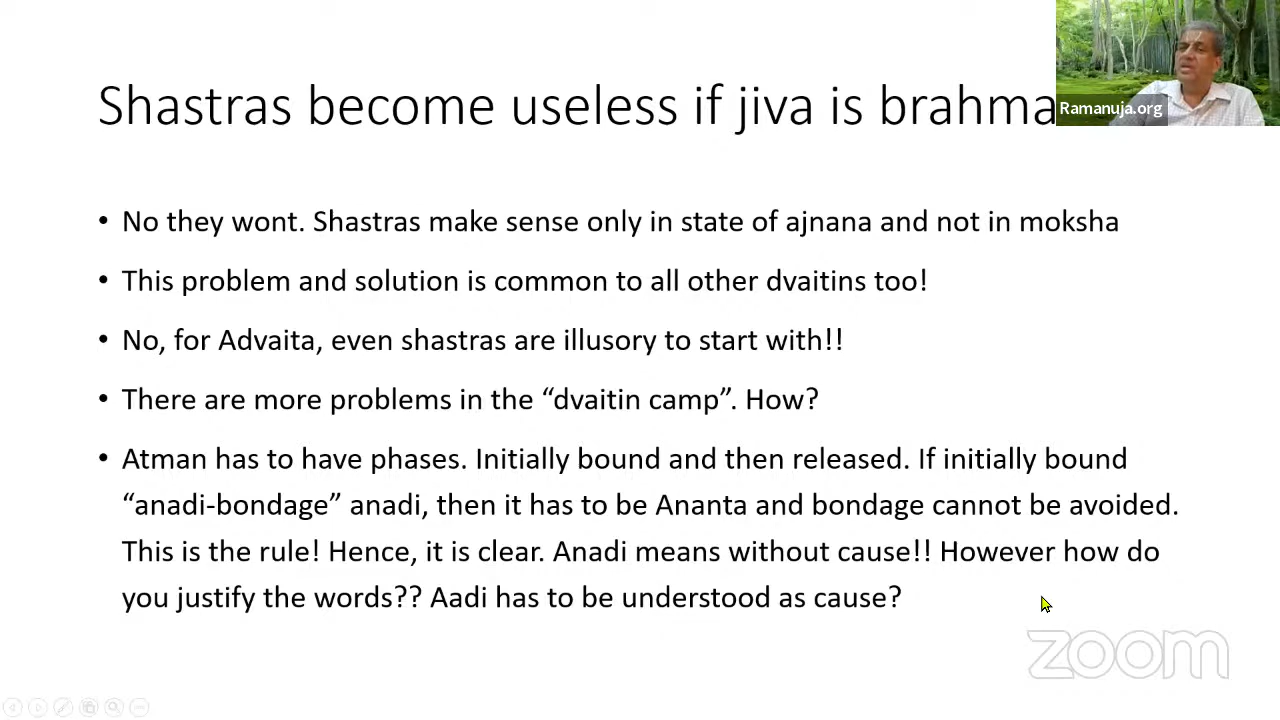 Shastras become useless if jiva is brahma
Ramanuja.org
• No they wont. Shastras make sense only in state of ajnana and not in moksha
• This problem and solution is common to all other dvaitins too!
• No, for Advaita, even shastras are illusory to start with!!
• There are more problems in the “dvaitin camp”. How?
• Atman has to have phases. Initially bound and then released. If initially bound
“anadi-bondage” anadi, then it has to be Ananta and bondage cannot be avoided.
This is the rule! Hence, it is clear. Anadi means without cause!! However how do
you justify the words?? Aadi has to be understood as cause?
zoom